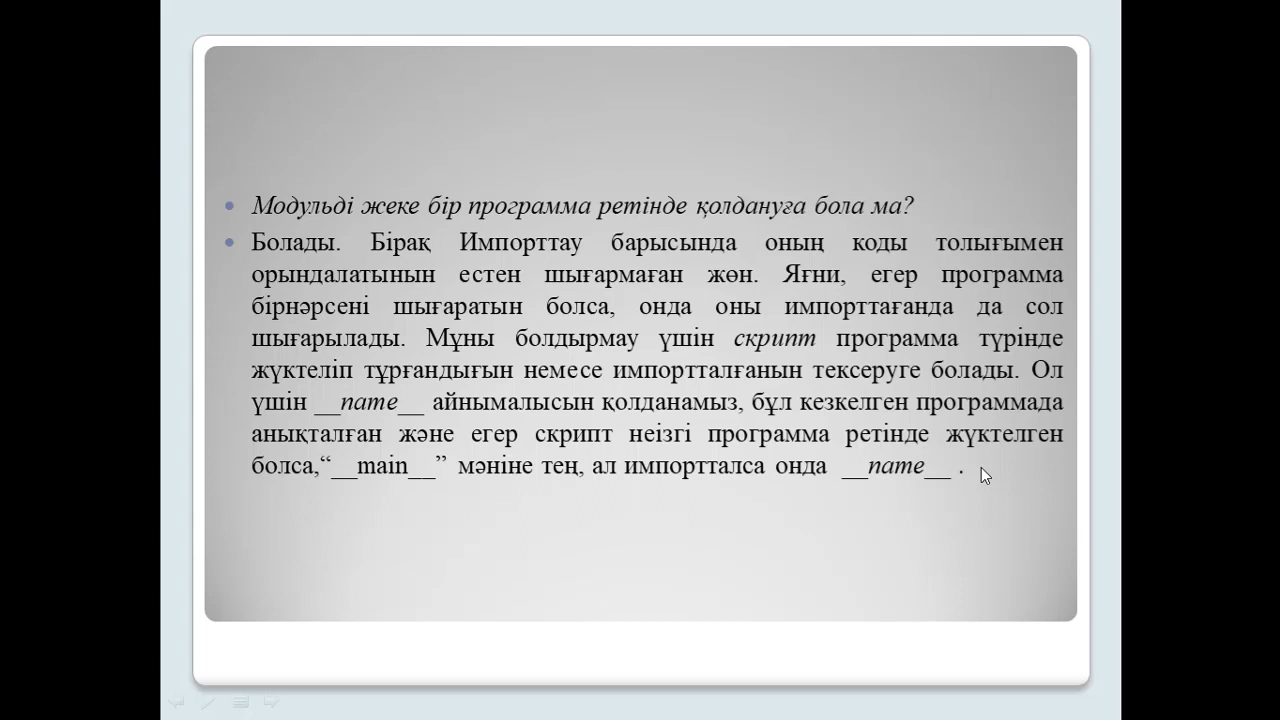 Модульді жеке бір программа ретінде қолдануға бола ма?
Болады. Бірақ Импорттау барысында оның коды толығымен
орындалатынын естен шығармаған жөн. Яғни, егер программа
бірнәрсені шығаратын болса, онда оны импорттағанда да сол
шығарылады. Мұны болдырмау үшін скрипт программа түрінде
жүктеліп тұрғандығын немесе импортталғанын тексеруге болады. Ол
үшін __name__ айнымалысын қолданамыз, бұл кезкелген программада
анықталған және егер скрипт неізгі программа ретінде жүктелген
болса,“__main__” мәніне тең, ал импортталса онда __name__ .